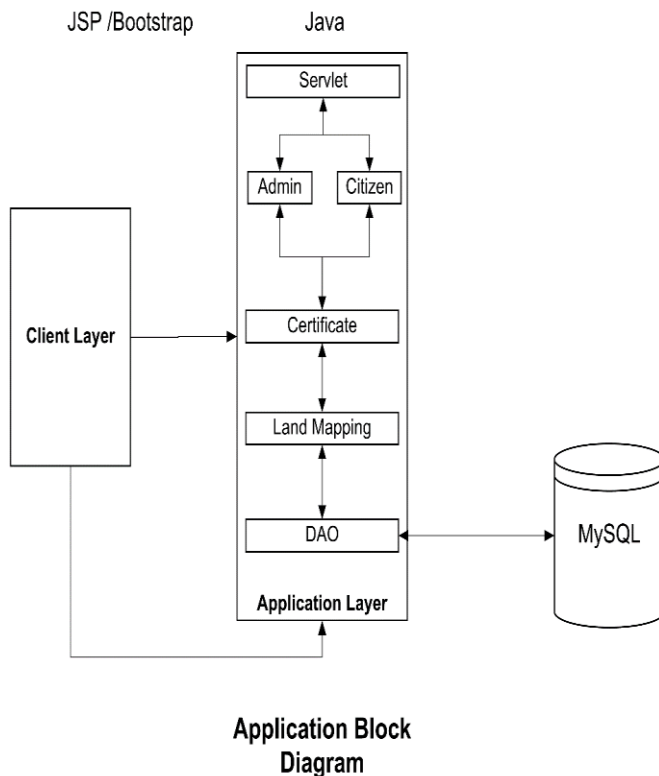 JSP /Bootstrap
Java
Servlet
Admin
Citizen
Client Layer
Certificate
Land Mapping
DAO
MySQL
Application Layer
Application Block
Diagram